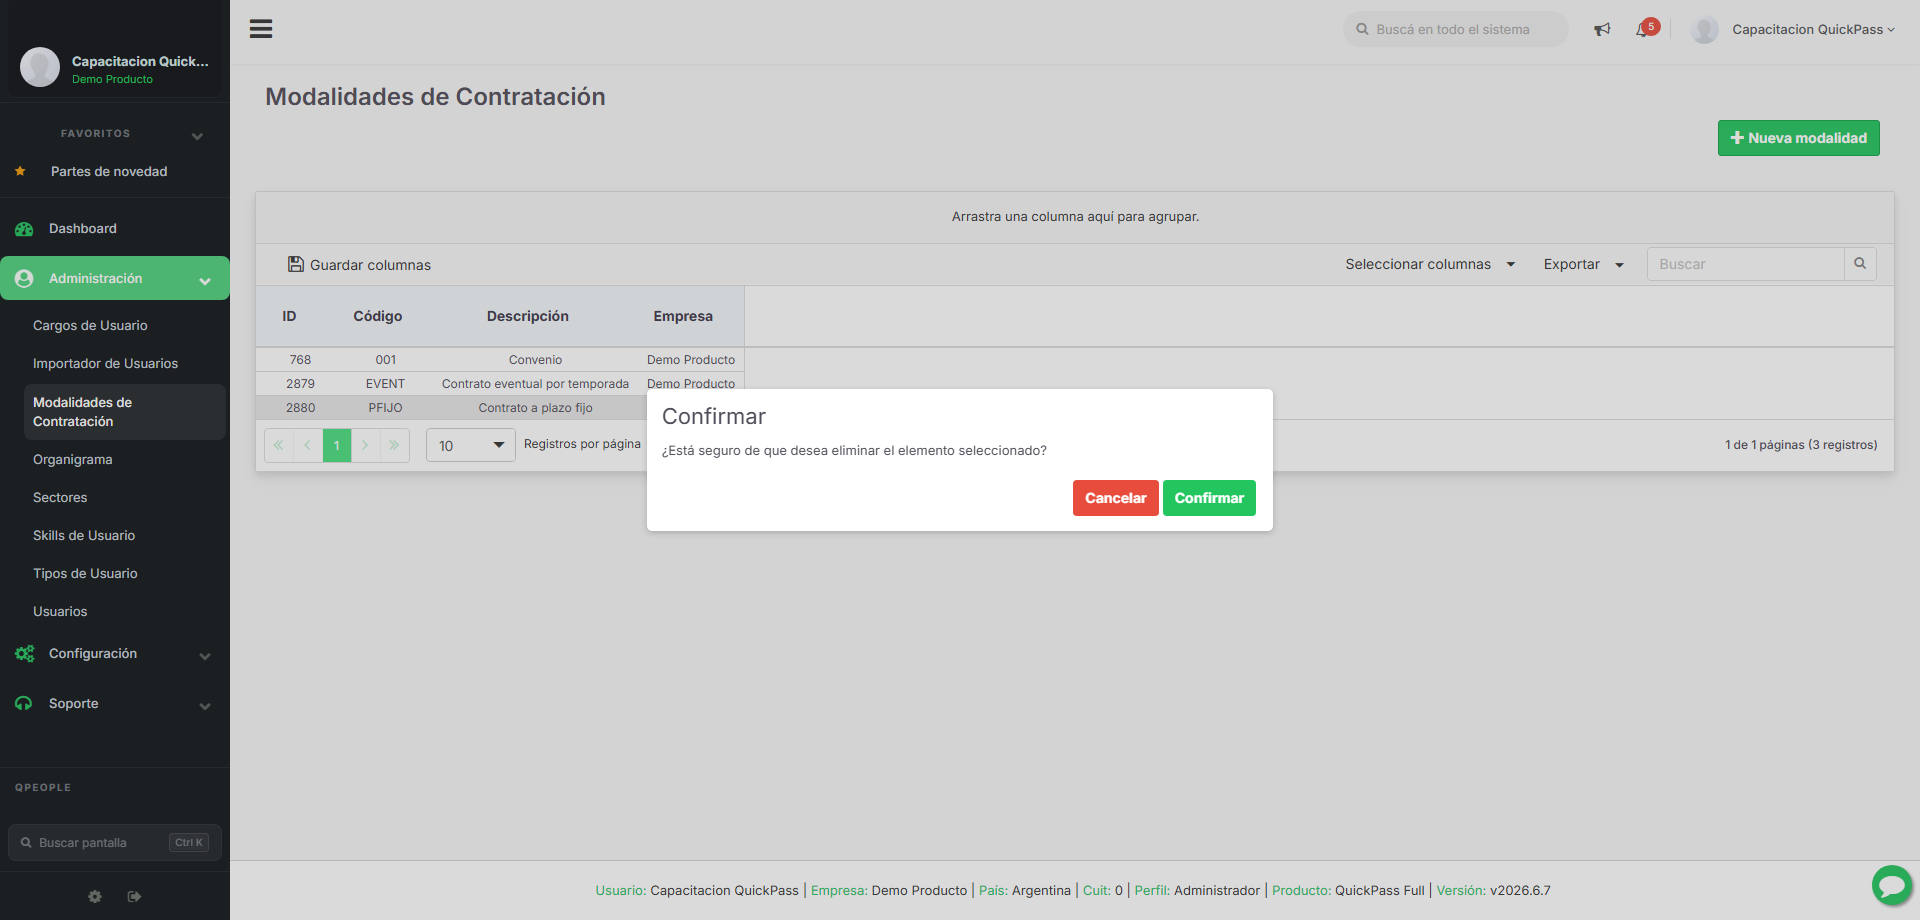 Capacitacion Quick...
Demo Producto
FAVORITOS
Partes de novedad
Dashboard
Administración
Cargos de Usuario
Importador de Usuarios
Modalidades de
Contratación
Organigrama
Sectores
Skills de Usuario
Tipos de Usuario
Usuarios
Configuración
Soporte
QPEOPLE
Buscar pantalla Ctrl K
Buscá en todo el sistema 5 Capacitacion QuickPass
Modalidades de Contratación
Nueva modalidad
Arrastra una columna aquí para agrupar.
Guardar columnas Seleccionar columnas Exportar Buscar
ID Código Descripción Empresa
768 001 Convenio Demo Producto
2879 EVENT Contrato eventual por temporada Demo Producto
2880 PFIJO Contrato a plazo fijo
« ‹ 1 › » 10 Registros por página 1 de 1 páginas (3 registros)
Confirmar
¿Está seguro de que desea eliminar el elemento seleccionado?
Cancelar Confirmar
Usuario: Capacitacion QuickPass | Empresa: Demo Producto | País: Argentina | Cuit: 0 | Perfil: Administrador | Producto: QuickPass Full | Versión: v2026.6.7